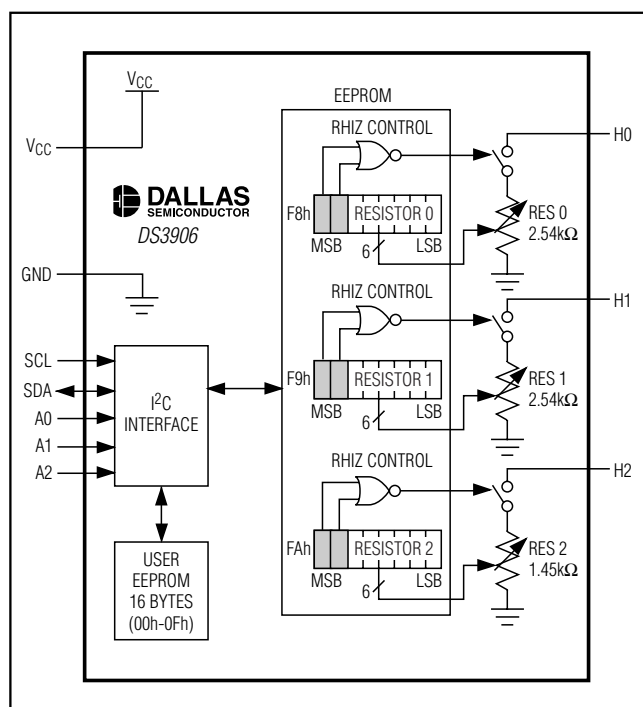 VCC
VCC
DALLAS
SEMICONDUCTOR
DS3906
GND
SCL
SDA
A0
A1
A2
I2C
INTERFACE
USER
EEPROM
16 BYTES
(00h-0Fh)
EEPROM
RHIZ CONTROL
F8h
RESISTOR 0
MSB
6
LSB
H0
RES 0
2.54kΩ
RHIZ CONTROL
F9h
RESISTOR 1
MSB
6
LSB
H1
RES 1
2.54kΩ
RHIZ CONTROL
FAh
RESISTOR 2
MSB
6
LSB
H2
RES 2
1.45kΩ